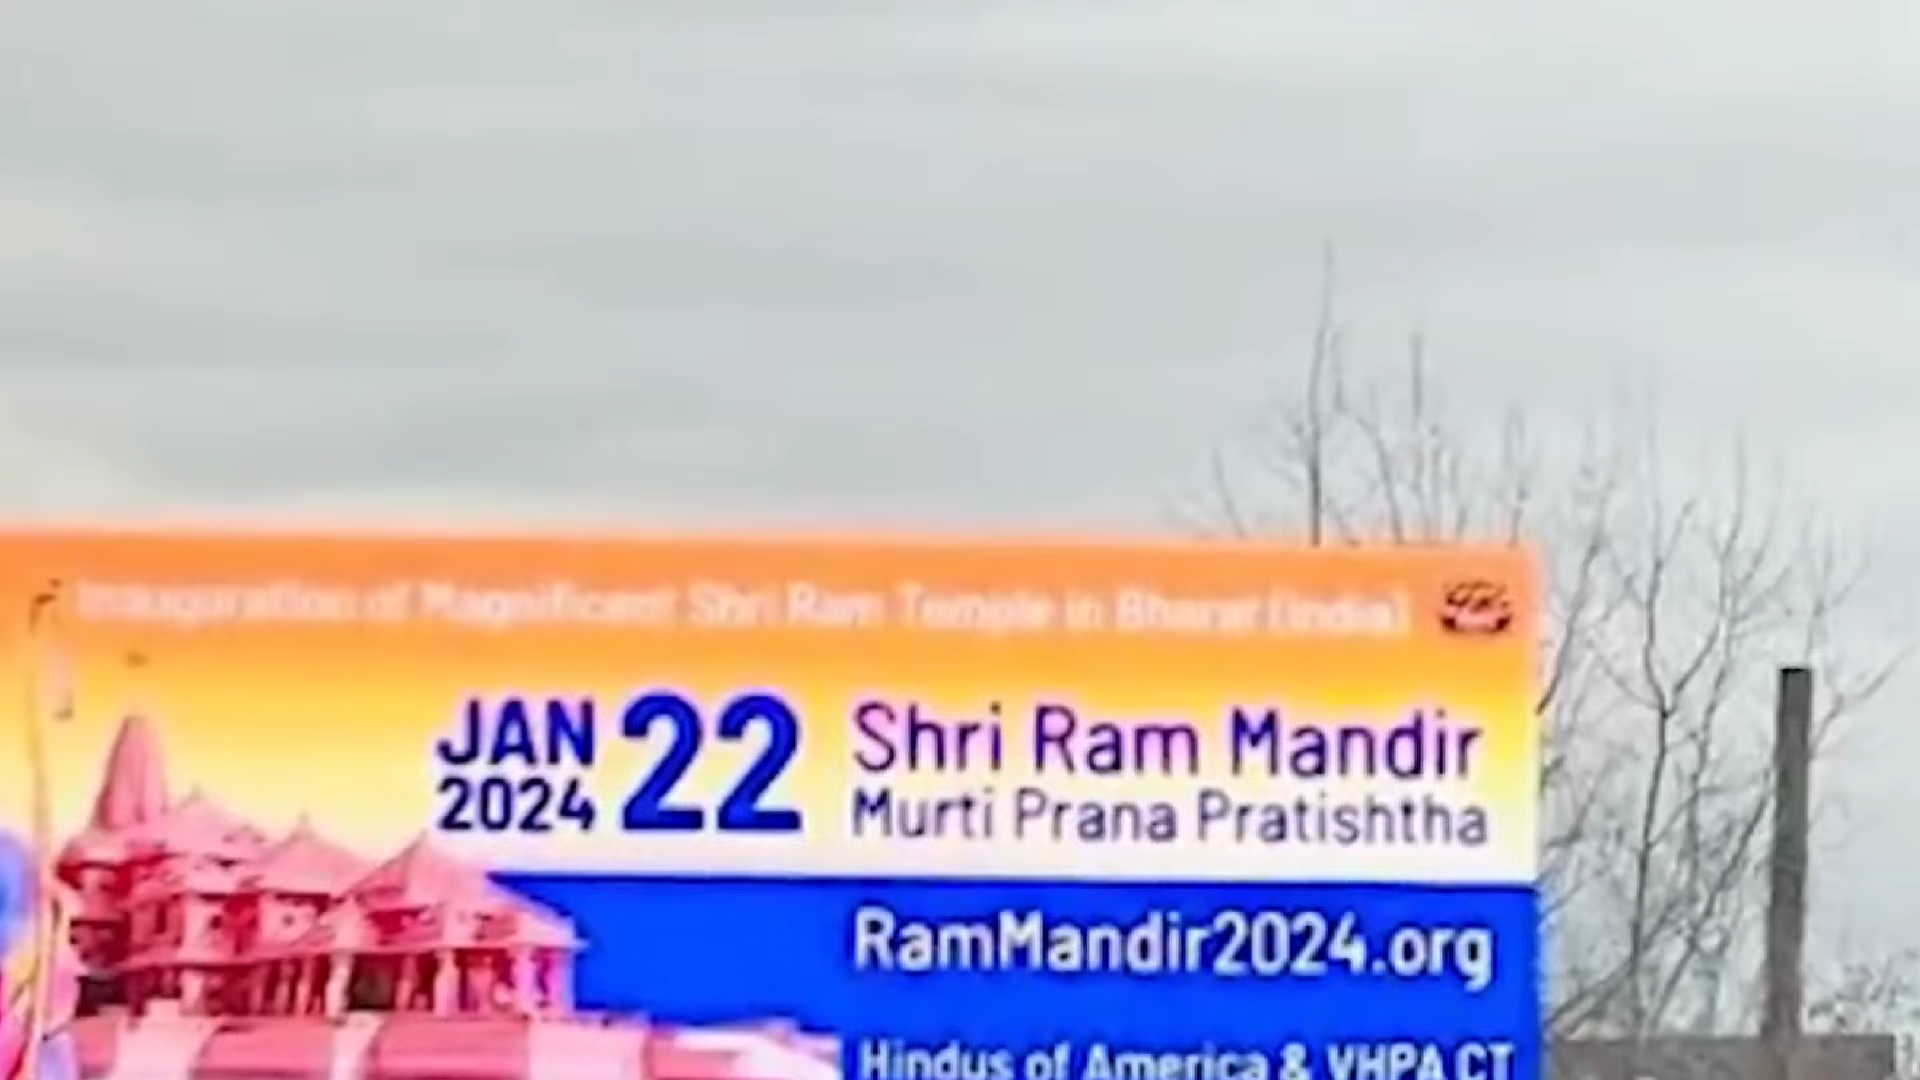 Inauguration of Magnificent Shri Ram Temple in Bharat (India)
JAN 22
2024
Shri Ram Mandir
Murti Prana Pratishtha
RamMandir2024.org
Hindus of America & VHPA CT